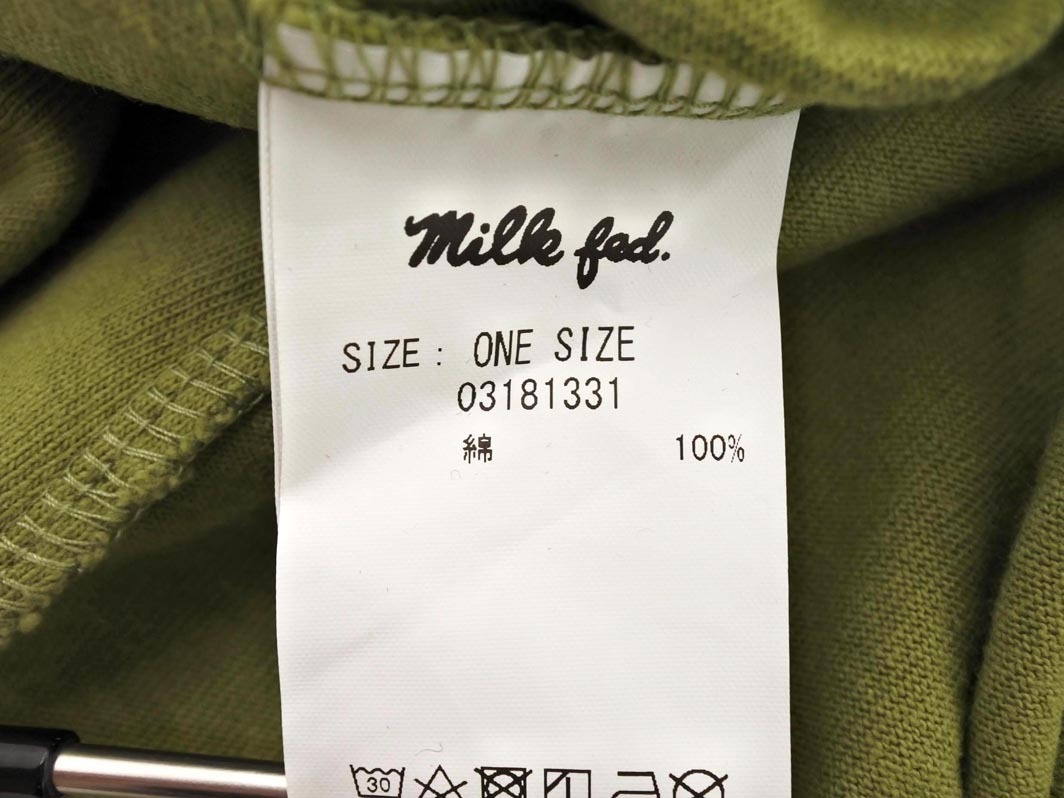 Milk fed.
SIZE : ONE SIZE
03181331
綿 100%
30